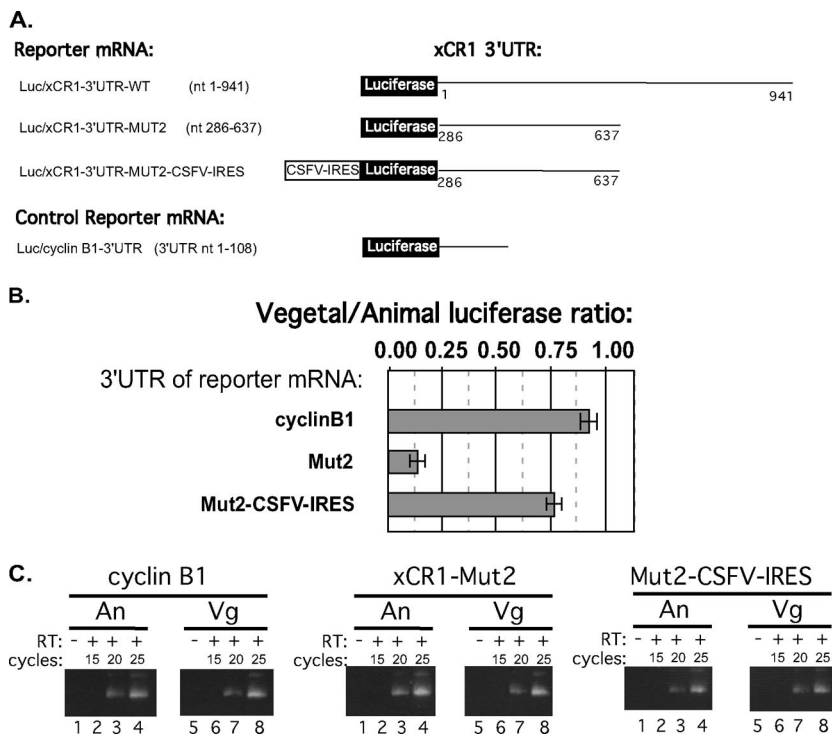 A.
Reporter mRNA: xCR1 3'UTR:
Luc/xCR1-3'UTR-WT (nt 1-941) Luciferase 1 941
Luc/xCR1-3'UTR-MUT2 (nt 286-637) Luciferase 286 637
Luc/xCR1-3'UTR-MUT2-CSFV-IRES CSFV-IRES Luciferase 286 637
Control Reporter mRNA:
Luc/cyclin B1-3'UTR (3'UTR nt 1-108) Luciferase
B.
Vegetal/Animal luciferase ratio:
0.00 0.25 0.50 0.75 1.00
3'UTR of reporter mRNA:
cyclinB1
Mut2
Mut2-CSFV-IRES
C.
cyclin B1 xCR1-Mut2 Mut2-CSFV-IRES
An Vg An Vg An Vg
RT: - + + + - + + + RT: - + + + - + + + RT: - + + + - + + +
cycles: 15 20 25 15 20 25 cycles: 15 20 25 15 20 25 cycles: 15 20 25 15 20 25
1 2 3 4 5 6 7 8 1 2 3 4 5 6 7 8 1 2 3 4 5 6 7 8